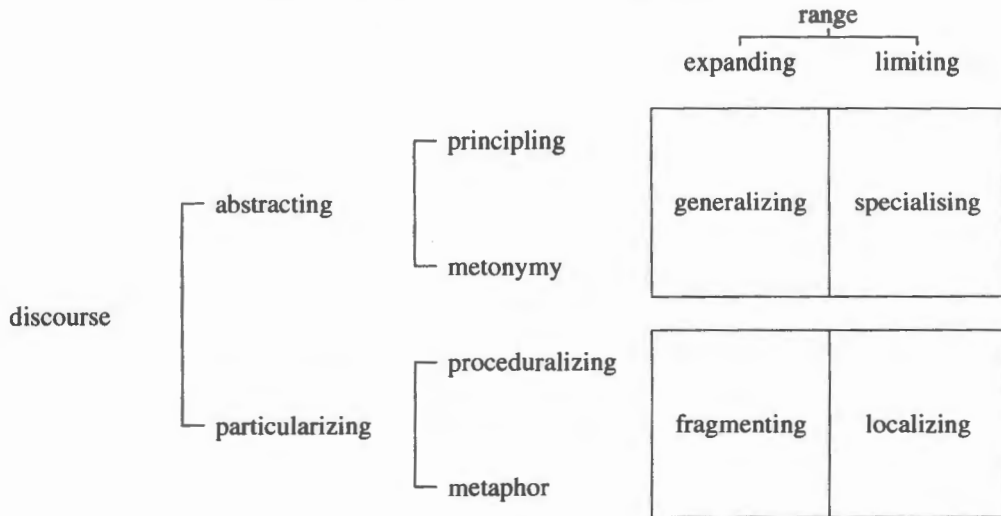 range
expanding limiting
principling
abstracting generalizing specialising
metonymy
discourse
proceduralizing
particularizing fragmenting localizing
metaphor